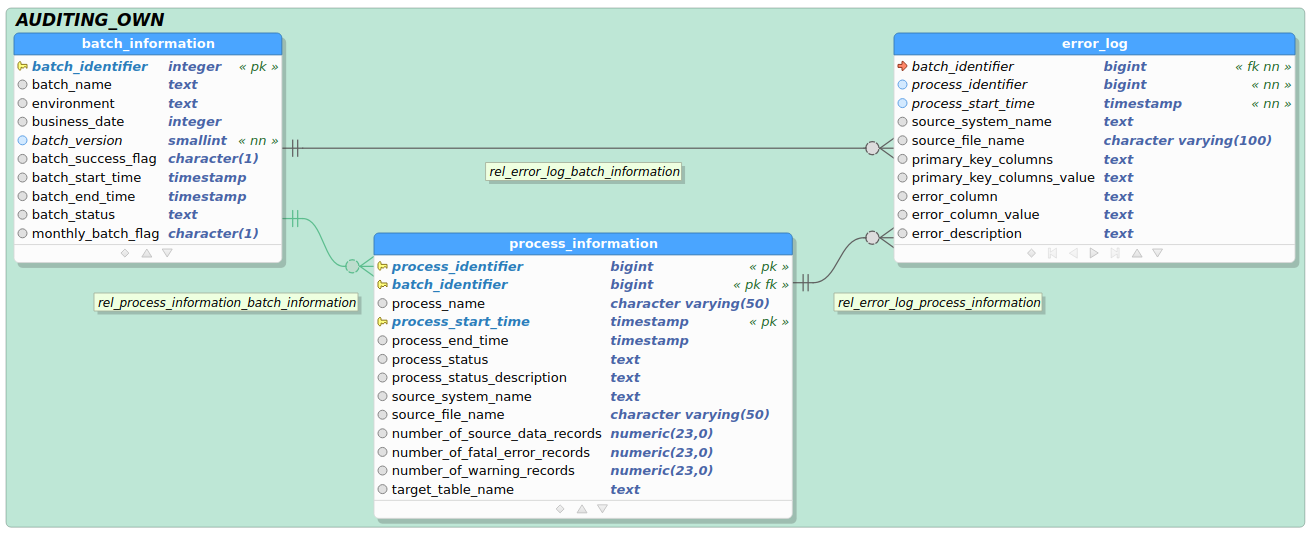 AUDITING_OWN
batch_information
batch_identifier integer « pk »
batch_name text
environment text
business_date integer
batch_version smallint « nn »
batch_success_flag character(1)
batch_start_time timestamp
batch_end_time timestamp
batch_status text
monthly_batch_flag character(1)
error_log
batch_identifier bigint « fk nn »
process_identifier bigint « nn »
process_start_time timestamp « nn »
source_system_name text
source_file_name character varying(100)
primary_key_columns text
primary_key_columns_value text
error_column text
error_column_value text
error_description text
rel_error_log_batch_information
process_information
process_identifier bigint « pk »
batch_identifier bigint « pk fk »
process_name character varying(50)
process_start_time timestamp « pk »
process_end_time timestamp
process_status text
process_status_description text
source_system_name text
source_file_name character varying(50)
number_of_source_data_records numeric(23,0)
number_of_fatal_error_records numeric(23,0)
number_of_warning_records numeric(23,0)
target_table_name text
rel_process_information_batch_information
rel_error_log_process_information